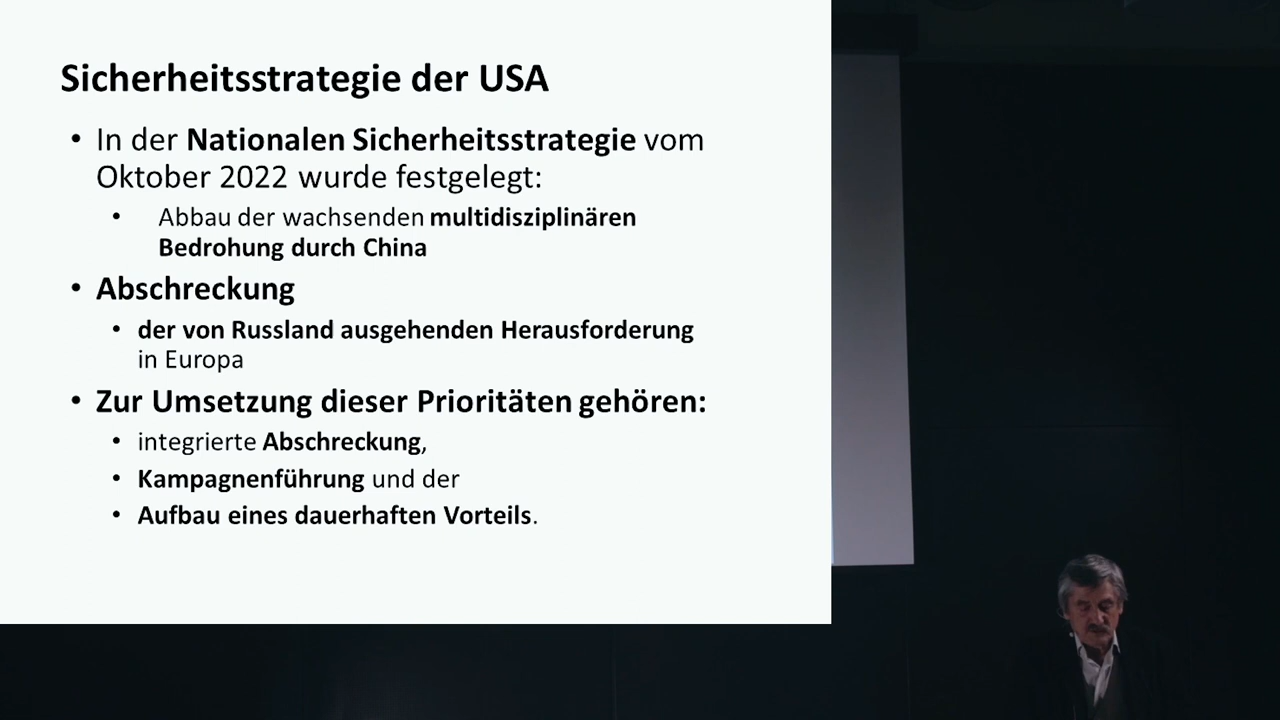 Sicherheitsstrategie der USA
• In der Nationalen Sicherheitsstrategie vom
Oktober 2022 wurde festgelegt:
• Abbau der wachsenden multidisziplinären
Bedrohung durch China
• Abschreckung
• der von Russland ausgehenden Herausforderung
in Europa
• Zur Umsetzung dieser Prioritäten gehören:
• integrierte Abschreckung,
• Kampagnenführung und der
• Aufbau eines dauerhaften Vorteils.